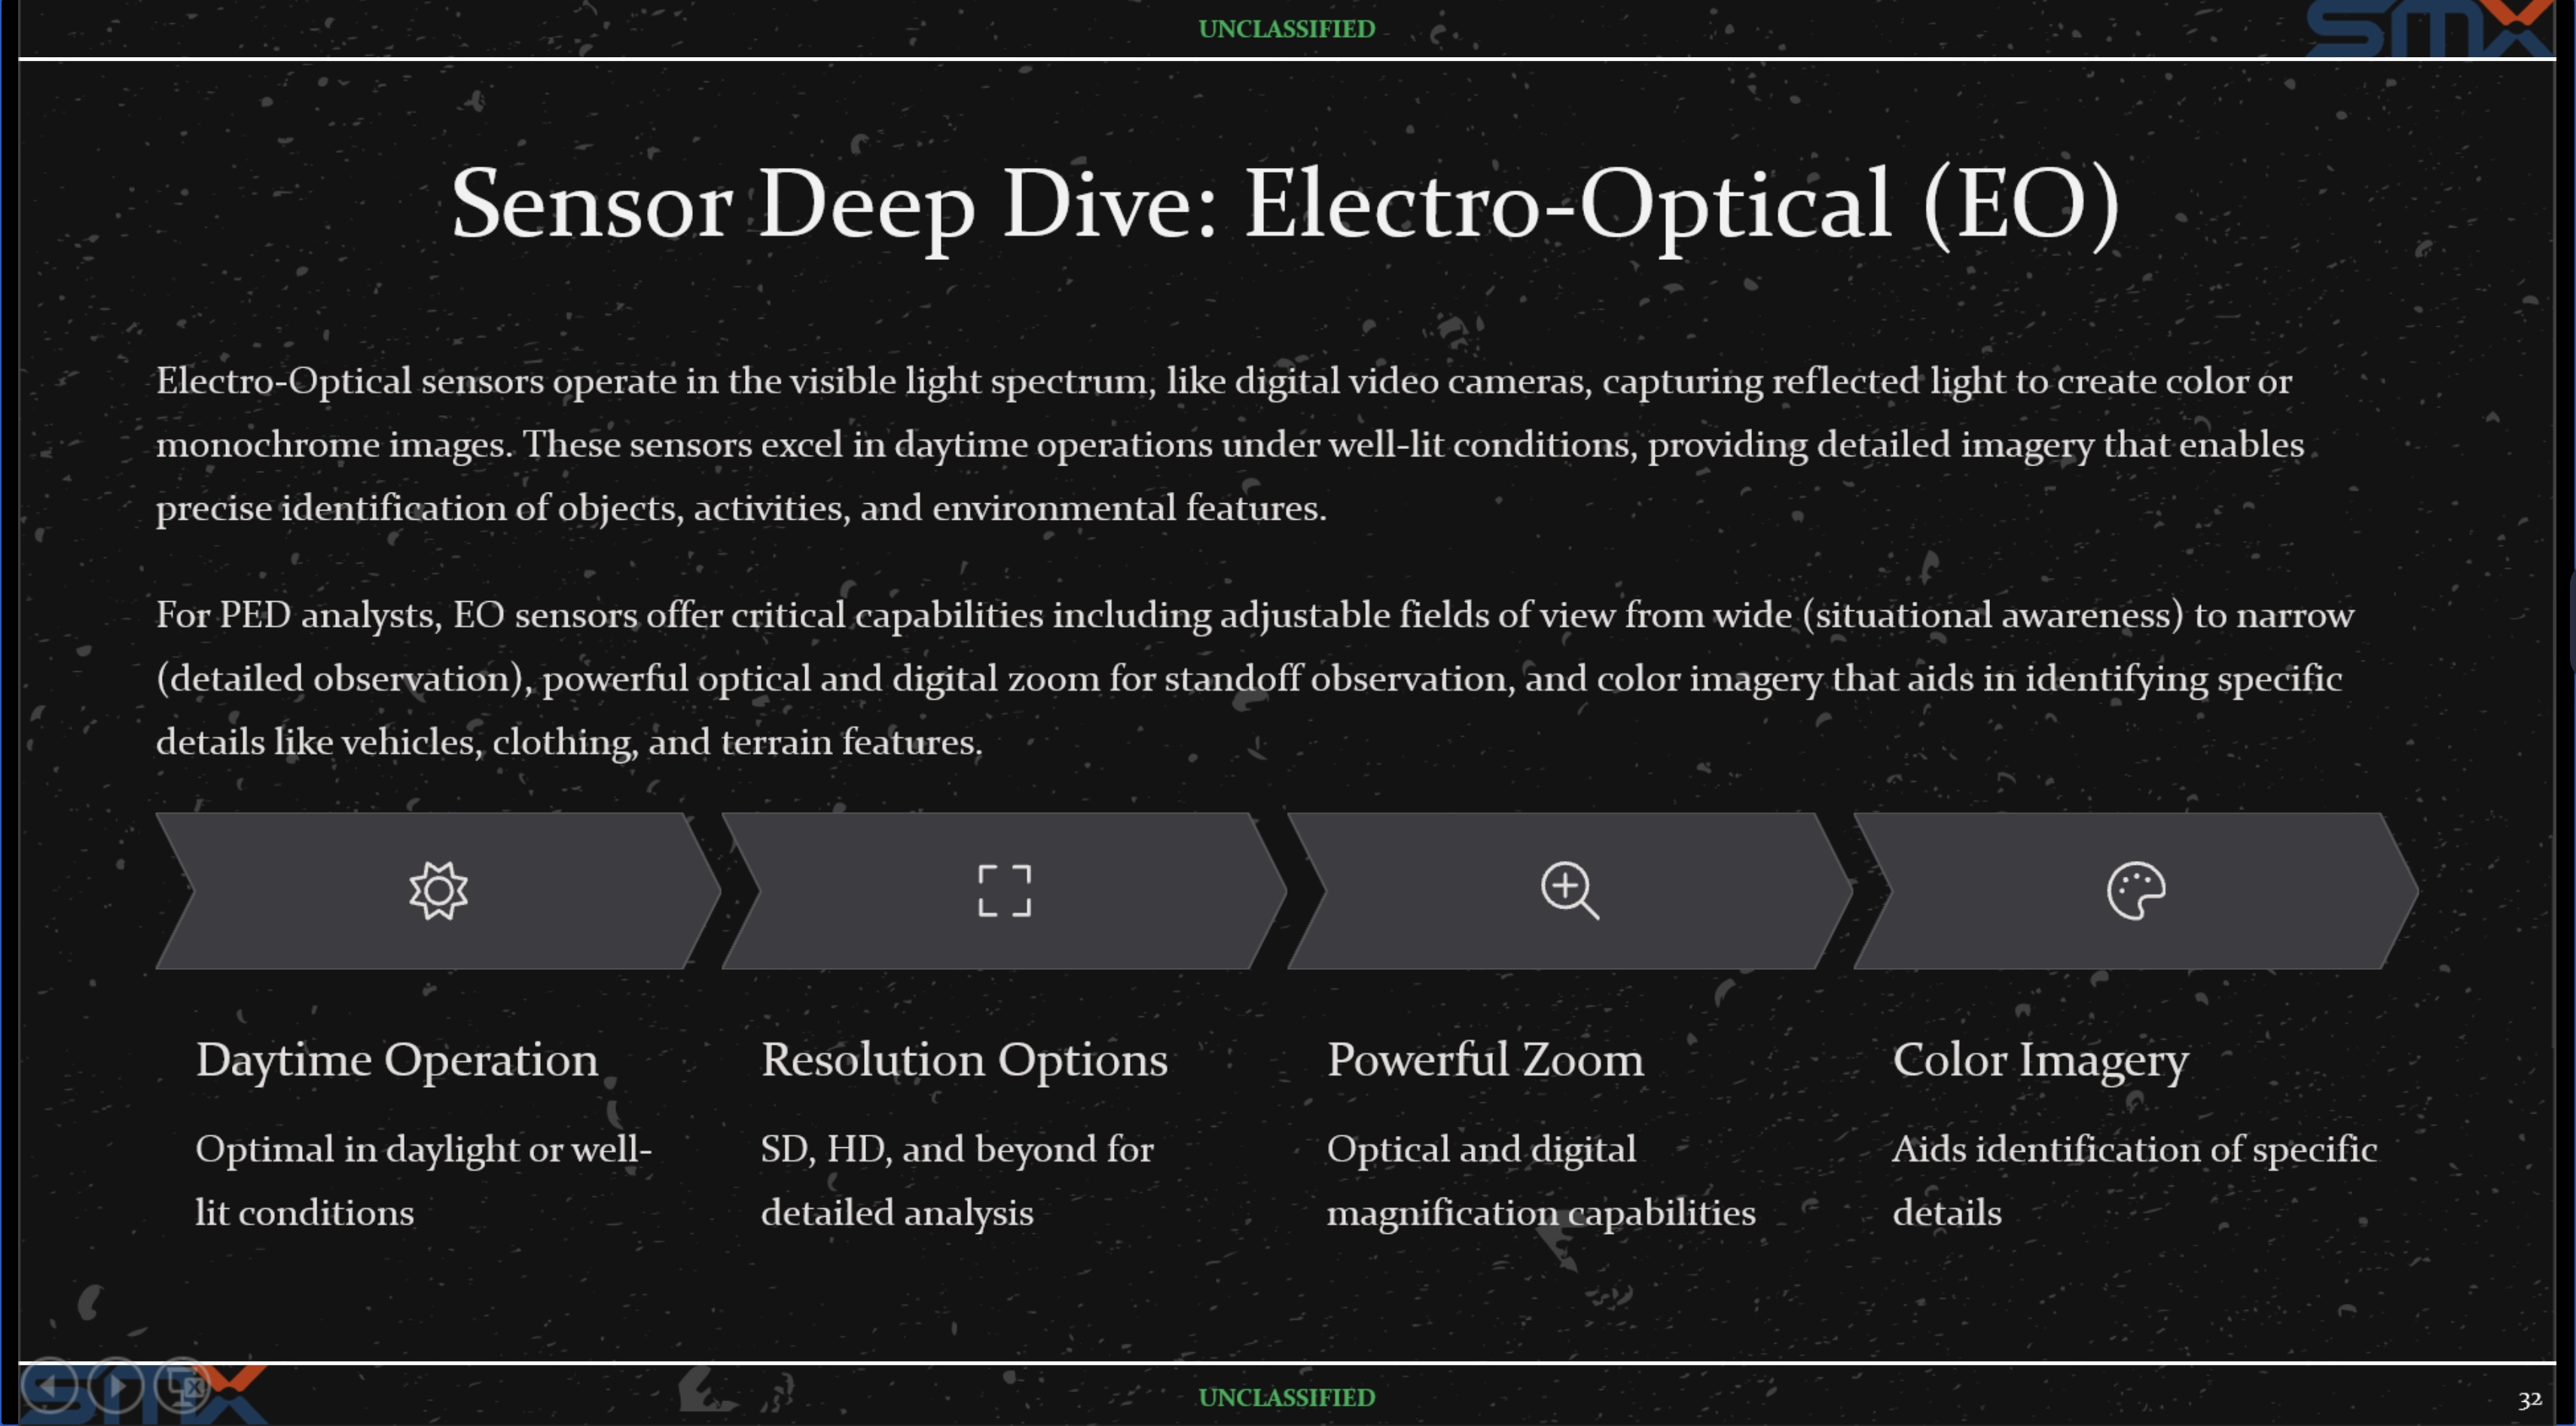 UNCLASSIFIED
SMX
Sensor Deep Dive: Electro-Optical (EO)
Electro-Optical sensors operate in the visible light spectrum, like digital video cameras, capturing reflected light to create color or
monochrome images. These sensors excel in daytime operations under well-lit conditions, providing detailed imagery that enables
precise identification of objects, activities, and environmental features.
For PED analysts, EO sensors offer critical capabilities including adjustable fields of view from wide (situational awareness) to narrow
(detailed observation), powerful optical and digital zoom for standoff observation, and color imagery that aids in identifying specific
details like vehicles, clothing, and terrain features.
Daytime Operation
Optimal in daylight or well-
lit conditions
Resolution Options
SD, HD, and beyond for
detailed analysis
Powerful Zoom
Optical and digital
magnification capabilities
Color Imagery
Aids identification of specific
details
SMX
UNCLASSIFIED
32